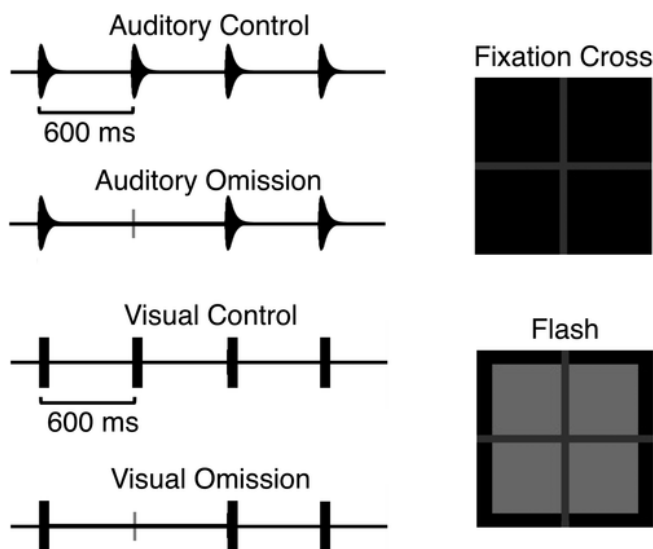 Auditory Control
600 ms
Auditory Omission
Visual Control
600 ms
Visual Omission
Fixation Cross
Flash